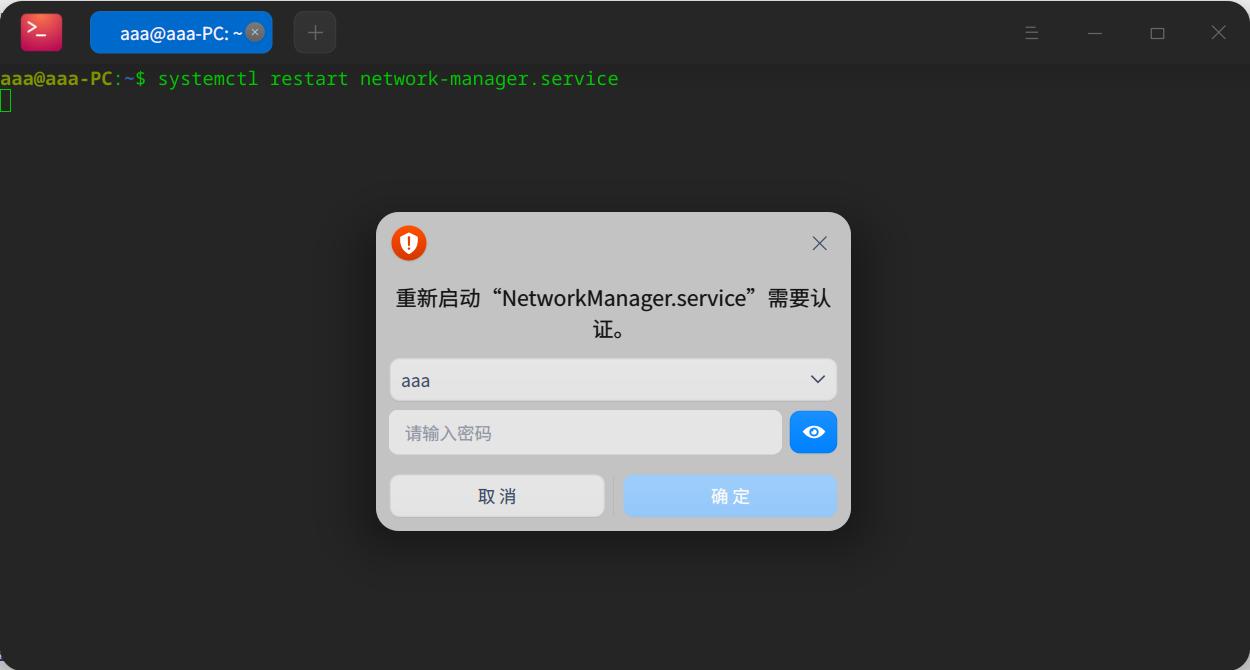 aaa@aaa-PC: ~
aaa@aaa-PC:~$ systemctl restart network-manager.service
重新启动“NetworkManager.service”需要认
证。
aaa
请输入密码
取 消
确 定